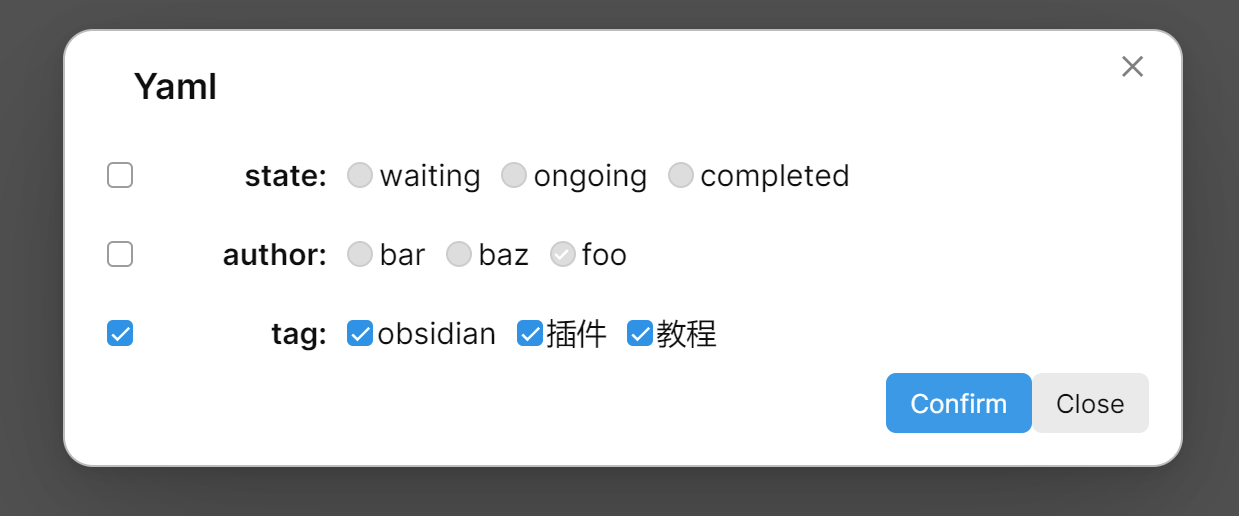 Yaml
state: waiting ongoing completed
author: bar baz foo
tag: obsidian 插件 教程
Confirm Close